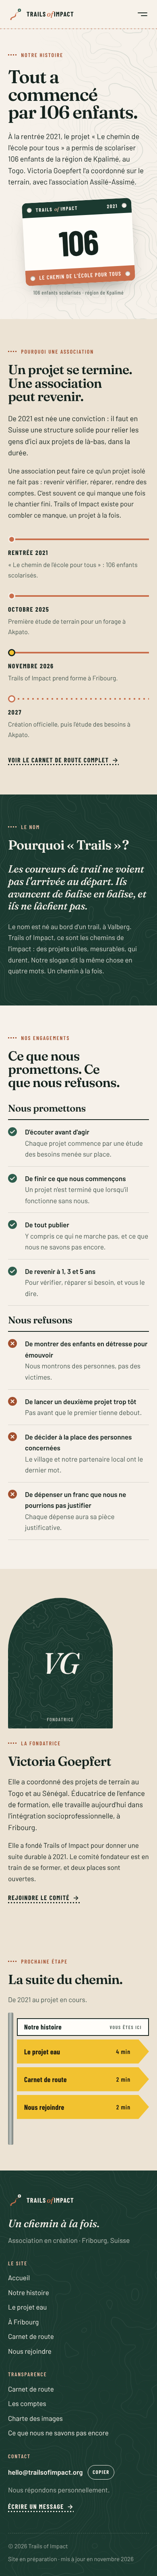 TRAILS of IMPACT
NOTRE HISTOIRE
Tout a
commencé
par 106 enfants.
À la rentrée 2021, le projet « Le chemin de
l'école pour tous » a permis de scolariser
106 enfants de la région de Kpalimé, au
Togo. Victoria Goepfert l'a coordonné sur le
terrain, avec l'association Assilé-Assimé.
TRAILS of IMPACT
2021
106
LE CHEMIN DE L'ÉCOLE POUR TOUS
106 enfants scolarisés · région de Kpalimé
POURQUOI UNE ASSOCIATION
Un projet se termine.
Une association
peut revenir.
De 2021 est née une conviction : il faut en
Suisse une structure solide pour relier les
gens d'ici aux projets de là-bas, dans la
durée.
Une association peut faire ce qu'un projet isolé
ne fait pas : revenir vérifier, réparer, rendre des
comptes. C'est souvent ce qui manque une fois
le chantier fini. Trails of Impact existe pour
combler ce manque, un projet à la fois.
RENTRÉE 2021
« Le chemin de l'école pour tous » : 106 enfants
scolarisés.
OCTOBRE 2025
Première étude de terrain pour un forage à
Akpato.
NOVEMBRE 2026
Trails of Impact prend forme à Fribourg.
2027
Création officielle, puis l'étude des besoins à
Akpato.
VOIR LE CARNET DE ROUTE COMPLET →
LE NOM
Pourquoi « Trails » ?
Les coureurs de trail ne voient
pas l'arrivée au départ. Ils
avancent de balise en balise, et
ils ne lâchent pas.
Le nom est né au bord d'un trail, à Valberg.
Trails of Impact, ce sont les chemins de
l'impact : des projets utiles, mesurables, qui
durent. Notre slogan dit la même chose en
quatre mots. Un chemin à la fois.
NOS ENGAGEMENTS
Ce que nous
promettons. Ce
que nous refusons.
Nous promettons
D'écouter avant d'agir
Chaque projet commence par une étude
des besoins menée sur place.
De finir ce que nous commençons
Un projet n'est terminé que lorsqu'il
fonctionne sans nous.
De tout publier
Y compris ce qui ne marche pas, et ce que
nous ne savons pas encore.
De revenir à 1, 3 et 5 ans
Pour vérifier, réparer si besoin, et vous le
dire.
Nous refusons
De montrer des enfants en détresse pour
émouvoir
Nous montrons des personnes, pas des
victimes.
De lancer un deuxième projet trop tôt
Pas avant que le premier tienne debout.
De décider à la place des personnes
concernées
Le village et notre partenaire local ont le
dernier mot.
De dépenser un franc que nous ne
pourrions pas justifier
Chaque dépense aura sa pièce
justificative.
VG
FONDATRICE
LA FONDATRICE
Victoria Goepfert
Elle a coordonné des projets de terrain au
Togo et au Sénégal. Éducatrice de l'enfance
de formation, elle travaille aujourd'hui dans
l'intégration socioprofessionnelle, à
Fribourg.
Elle a fondé Trails of Impact pour donner une
suite durable à 2021. Le comité fondateur est en
train de se former, et deux places sont
ouvertes.
REJOINDRE LE COMITÉ →
PROCHAINE ÉTAPE
La suite du chemin.
De 2021 au projet en cours.
Notre histoire
VOUS ÊTES ICI
Le projet eau
4 min
Carnet de route
2 min
Nous rejoindre
2 min
TRAILS of IMPACT
Un chemin à la fois.
Association en création · Fribourg, Suisse
LE SITE
Accueil
Notre histoire
Le projet eau
À Fribourg
Carnet de route
Nous rejoindre
TRANSPARENCE
Carnet de route
Les comptes
Charte des images
Ce que nous ne savons pas encore
CONTACT
hello@trailsofimpact.org
COPIER
Nous répondons personnellement.
ÉCRIRE UN MESSAGE →
© 2026 Trails of Impact
Site en préparation · mis à jour en novembre 2026